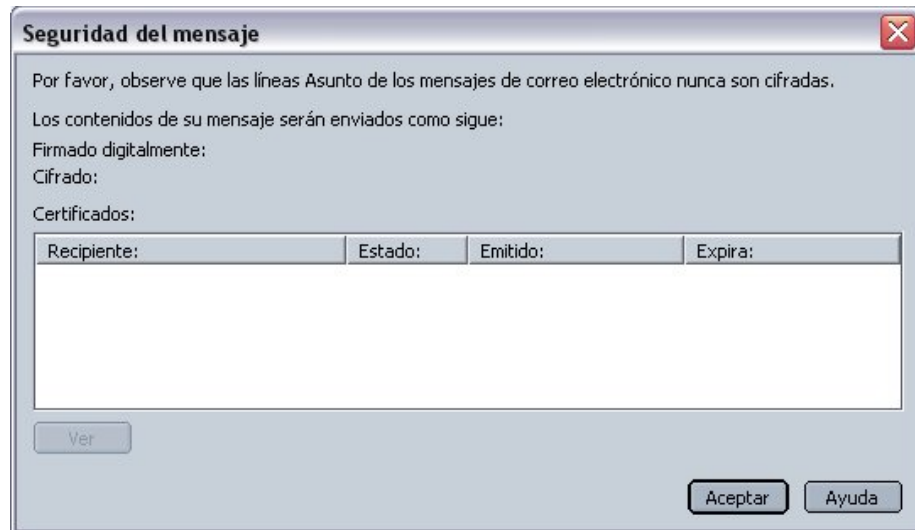 Seguridad del mensaje
Por favor, observe que las líneas Asunto de los mensajes de correo electrónico nunca son cifradas.
Los contenidos de su mensaje serán enviados como sigue:
Firmado digitalmente:
Cifrado:
Certificados:
Recipiente: Estado: Emitido: Expira:
Ver
Aceptar Ayuda